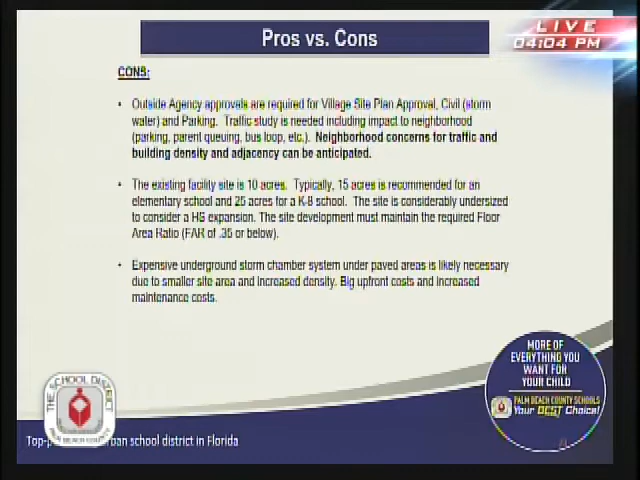 LIVE
04:04 PM
Pros vs. Cons
CONS:
• Outside Agency approvals are required for Village Site Plan Approval, Civil (storm
water) and Parking. Traffic study is needed including impact to neighborhood
(parking, parent queuing, bus loop, etc.). Neighborhood concerns for traffic and
building density and adjacency can be anticipated.
• The existing facility site is 10 acres. Typically, 15 acres is recommended for an
elementary school and 25 acres for a K-8 school. The site is considerably undersized
to consider a HS expansion. The site development must maintain the required Floor
Area Ratio (FAR of .35 or below).
• Expensive underground storm chamber system under paved areas is likely necessary
due to smaller site area and increased density. Big upfront costs and increased
maintenance costs.
MORE OF
EVERYTHING YOU
WANT FOR
YOUR CHILD
PALM BEACH COUNTY SCHOOLS
Your BEST Choice!
THE SCHOOL DISTRICT
PALM BEACH COUNTY
school district in Florida